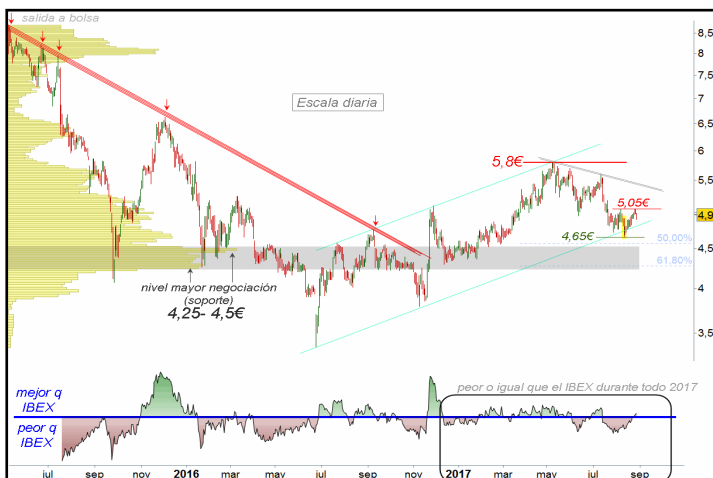 salida a bolsa
Escala diaria
8,5
8
7,5
7
6,5
6
5,5
4,9
4,5
4
3,5
5,8€
5,05€
4,65€
50.00%
61,80%
nivel mayor negociación
(soporte)
4,25- 4,5€
mejor q
IBEX
peor q
IBEX
peor o igual que el IBEX durante todo 2017
jul sep nov 2016 mar may jul sep nov 2017 mar may jul sep